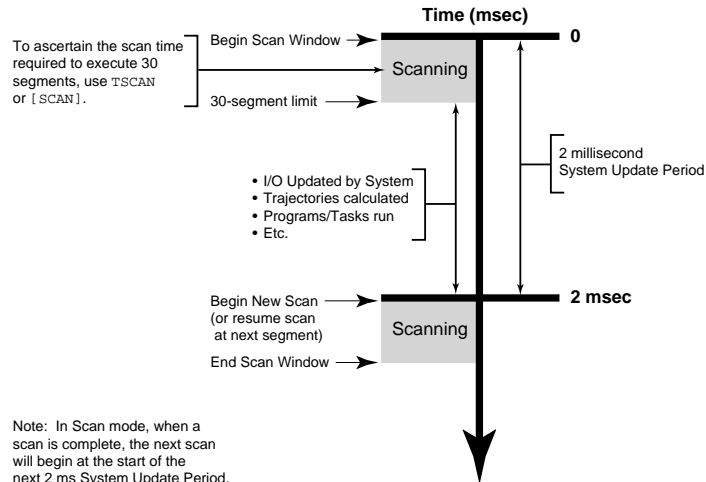 Time (msec)
Begin Scan Window
0
To ascertain the scan time
required to execute 30
segments, use TSCAN
or [SCAN].
Scanning
30-segment limit
2 millisecond
System Update Period
• I/O Updated by System
• Trajectories calculated
• Programs/Tasks run
• Etc.
Begin New Scan
(or resume scan
at next segment)
2 msec
Scanning
End Scan Window
Note: In Scan mode, when a
scan is complete, the next scan
will begin at the start of the
next 2 ms System Update Period.